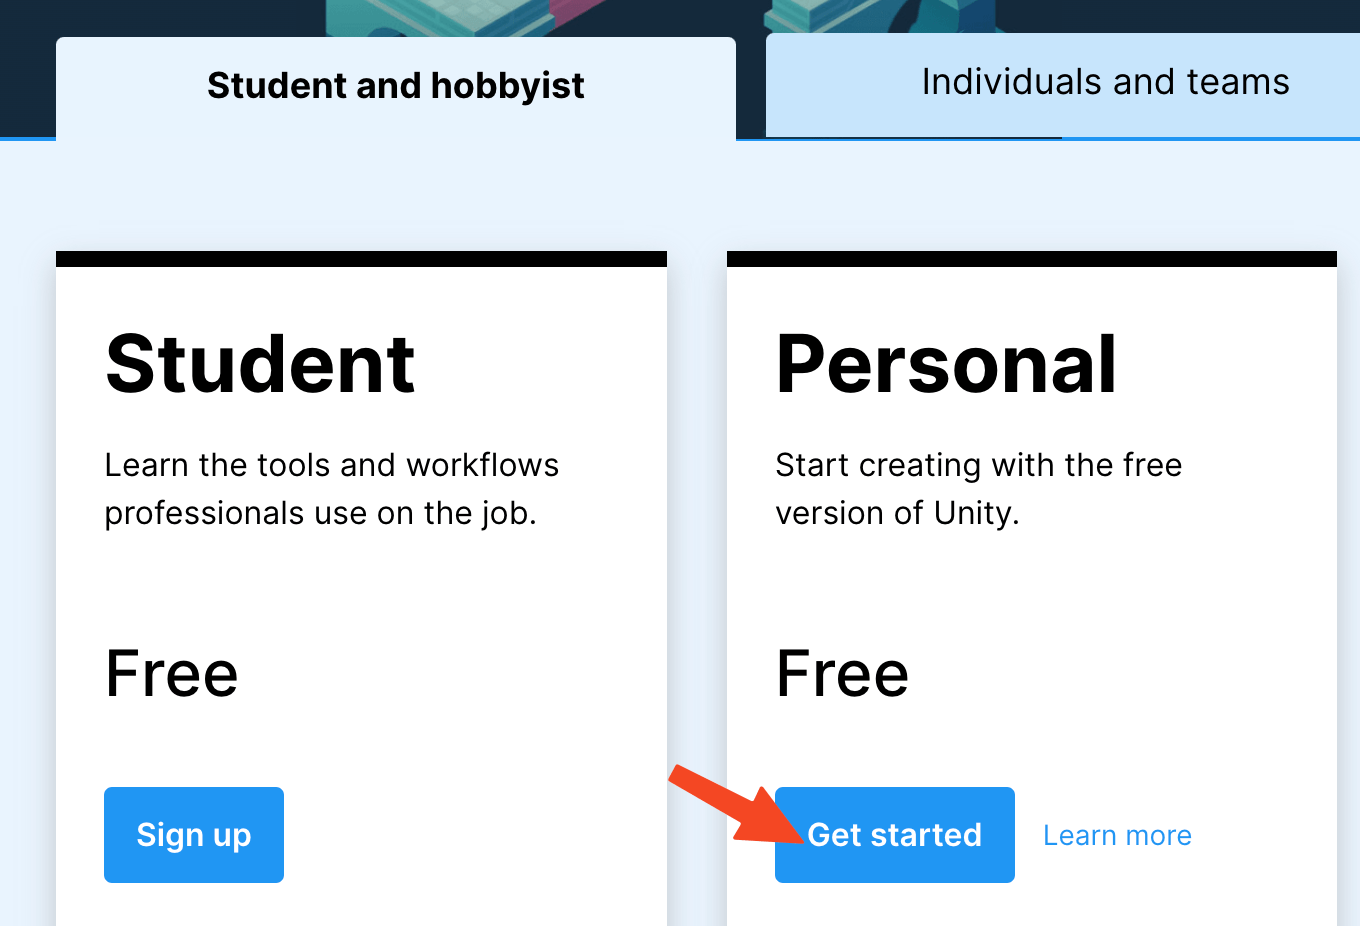 Student and hobbyist
Individuals and teams
Student
Learn the tools and workflows
professionals use on the job.
Free
Sign up
Personal
Start creating with the free
version of Unity.
Free
Get started
Learn more